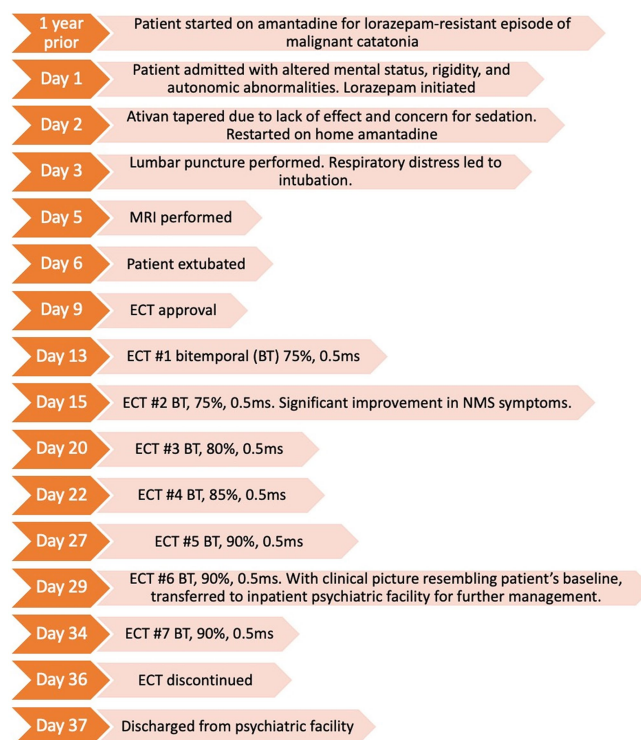 1 year
prior
Patient started on amantadine for lorazepam-resistant episode of
malignant catatonia
Day 1
Patient admitted with altered mental status, rigidity, and
autonomic abnormalities. Lorazepam initiated
Day 2
Ativan tapered due to lack of effect and concern for sedation.
Restarted on home amantadine
Day 3
Lumbar puncture performed. Respiratory distress led to
intubation.
Day 5
MRI performed
Day 6
Patient extubated
Day 9
ECT approval
Day 13
ECT #1 bitemporal (BT) 75%, 0.5ms
Day 15
ECT #2 BT, 75%, 0.5ms. Significant improvement in NMS symptoms.
Day 20
ECT #3 BT, 80%, 0.5ms
Day 22
ECT #4 BT, 85%, 0.5ms
Day 27
ECT #5 BT, 90%, 0.5ms
Day 29
ECT #6 BT, 90%, 0.5ms. With clinical picture resembling patient's baseline,
transferred to inpatient psychiatric facility for further management.
Day 34
ECT #7 BT, 90%, 0.5ms
Day 36
ECT discontinued
Day 37
Discharged from psychiatric facility